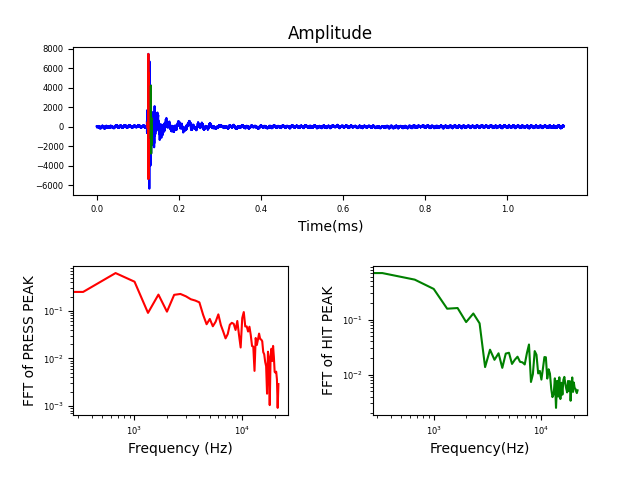 Amplitude
8000
6000
4000
2000
0
−2000
−4000
−6000
0.0 0.2 0.4 0.6 0.8 1.0
Time(ms)
FFT of PRESS PEAK
10⁻¹
10⁻²
10⁻³
10³ 10⁴
Frequency (Hz)
FFT of HIT PEAK
10⁻¹
10⁻²
10³ 10⁴
Frequency(Hz)